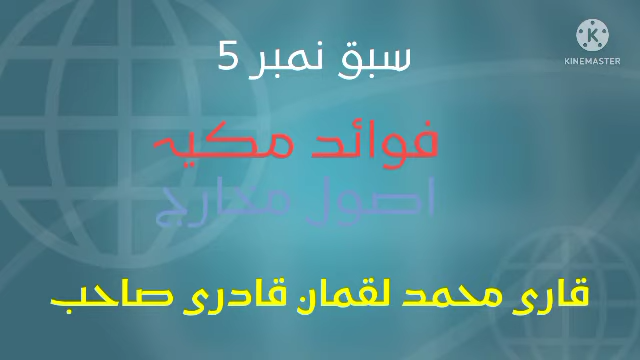 سبق نمبر 5
KINEMASTER
فوائد مکیہ
اصول مخارج
قاری محمد لقمان قادری صاحب